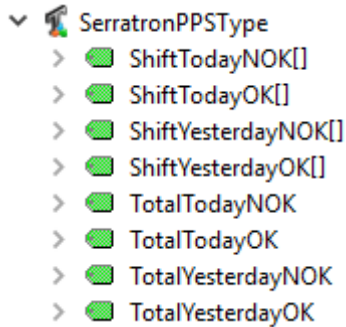 SerratronPPSType
ShiftTodayNOK[]
ShiftTodayOK[]
ShiftYesterdayNOK[]
ShiftYesterdayOK[]
TotalTodayNOK
TotalTodayOK
TotalYesterdayNOK
TotalYesterdayOK